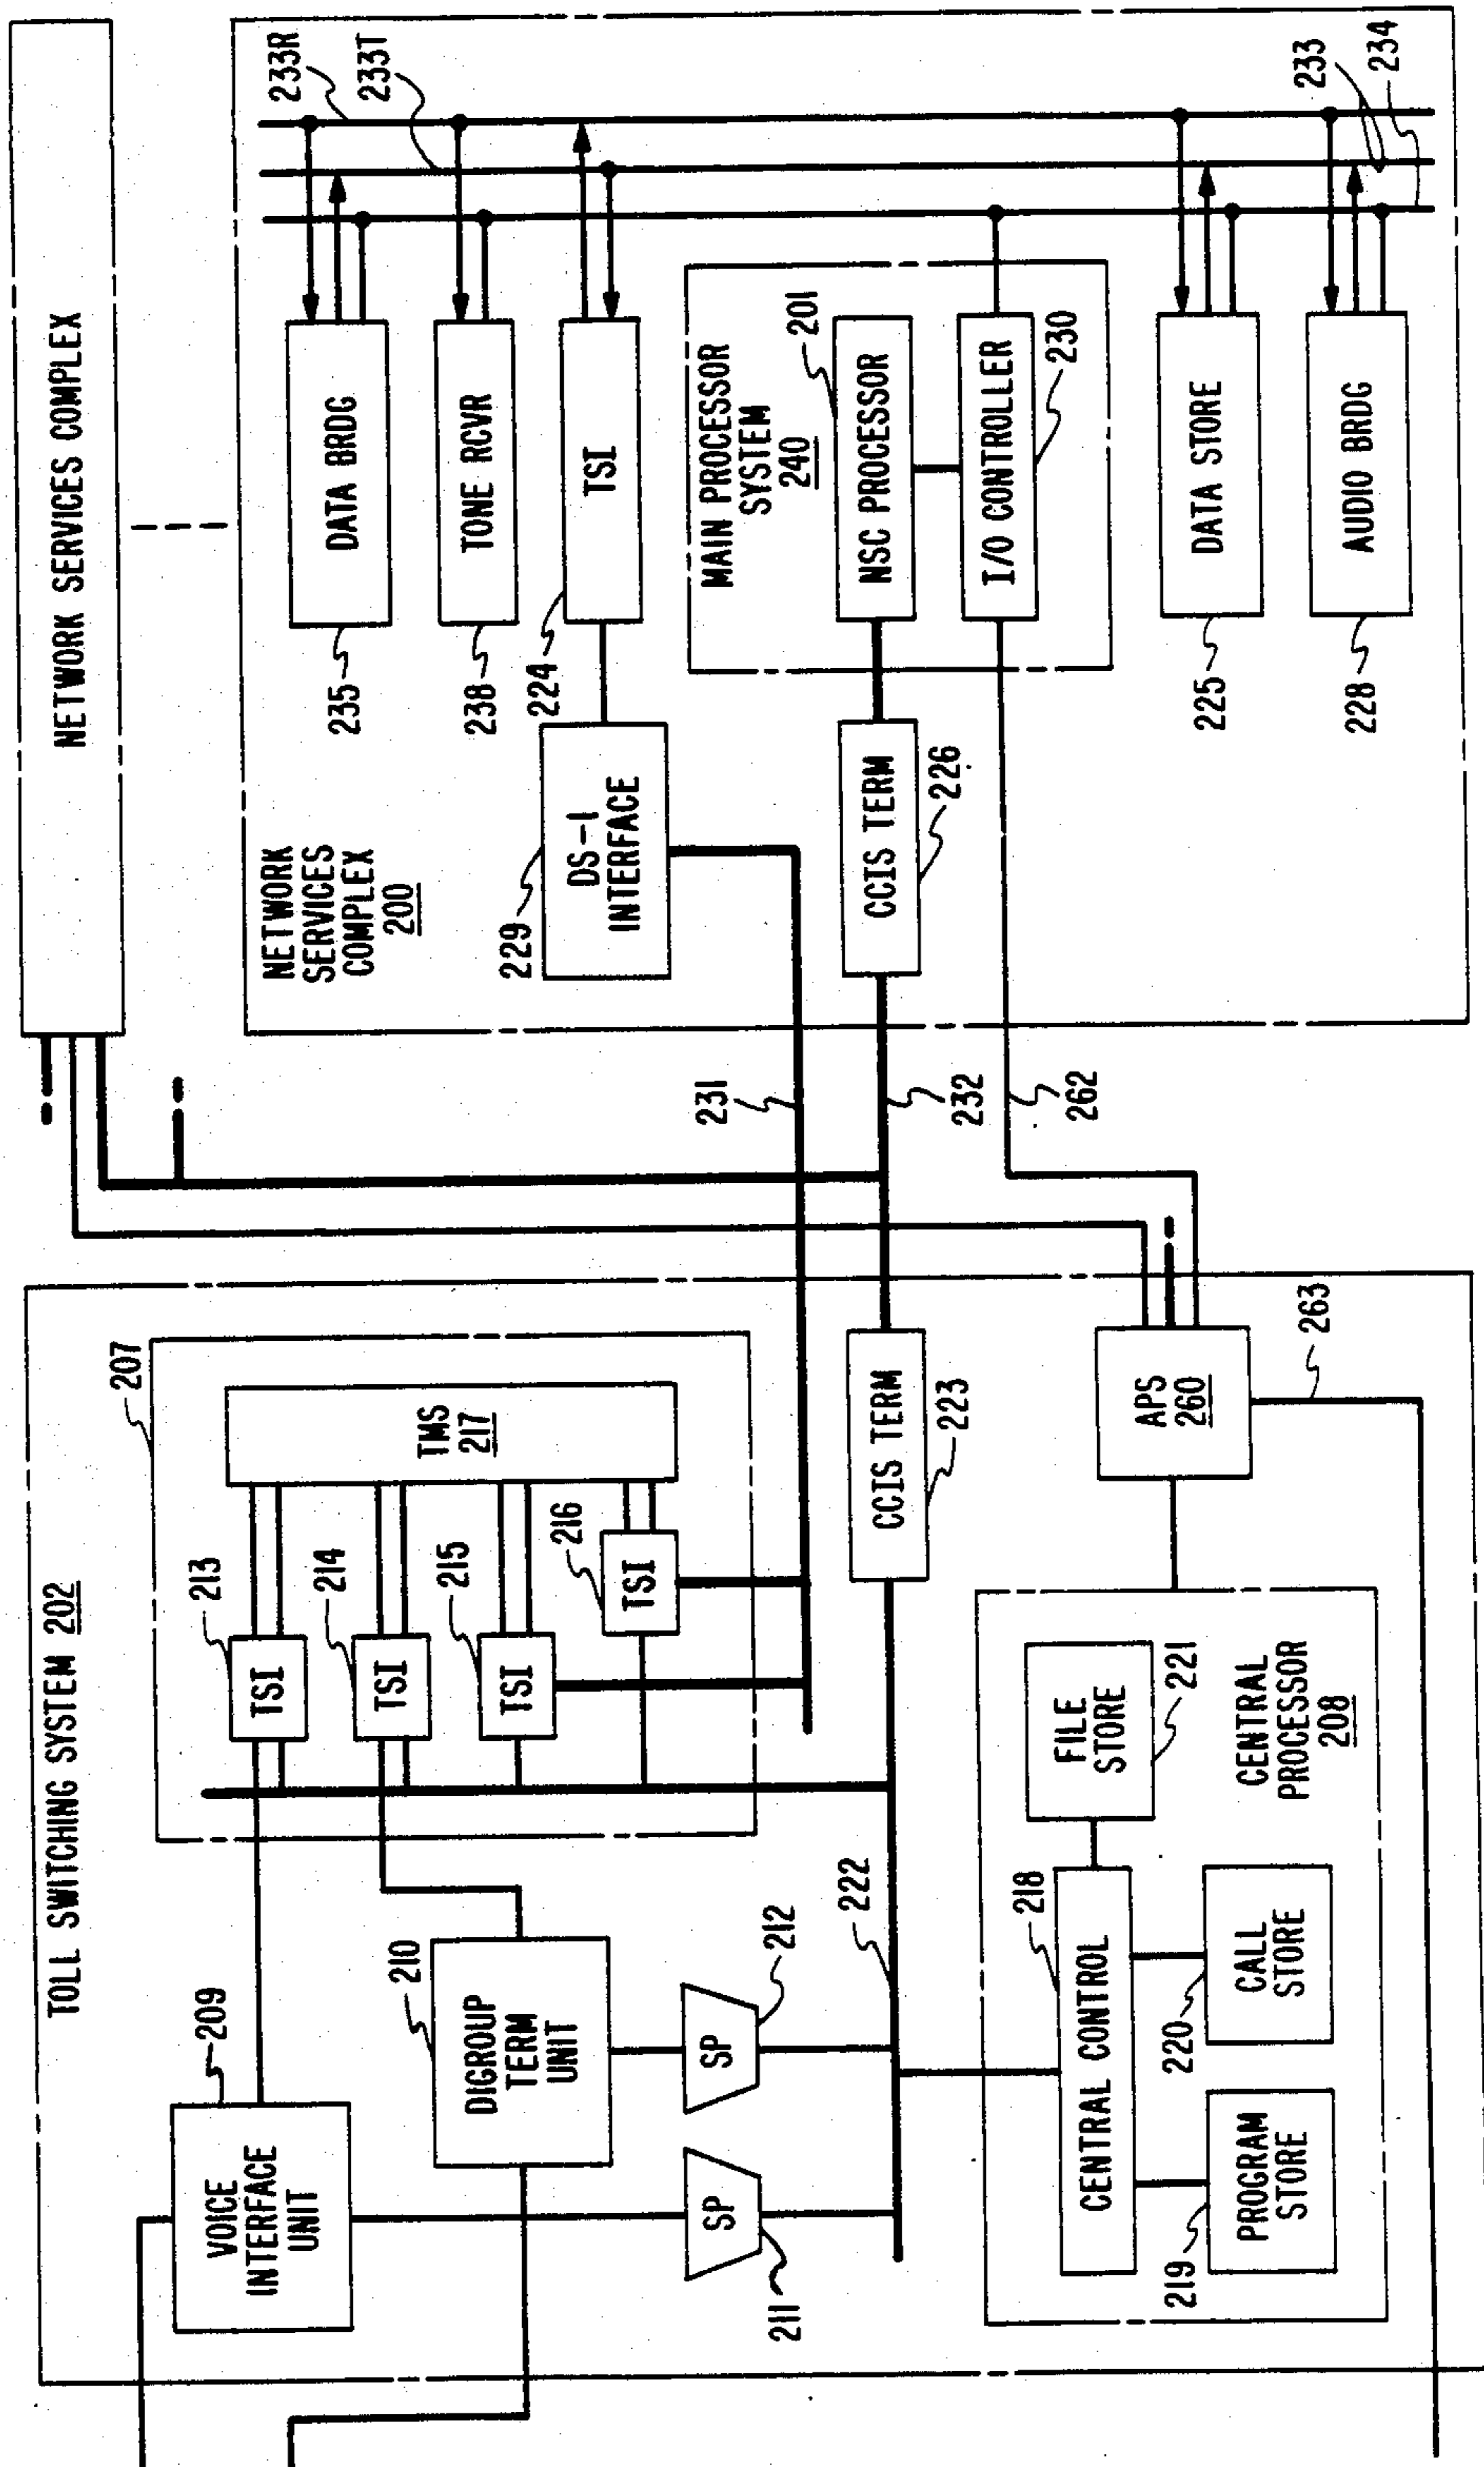 NETWORK SERVICES COMPLEX
TOLL SWITCHING SYSTEM 202
207
TMS
217
213
TSI
214
TSI
215
TSI
216
TSI
209
VOICE
INTERFACE
UNIT
210
DIGROUP
TERM
UNIT
SP
211
SP
212
222
CCIS TERM
223
218
CENTRAL CONTROL
219
PROGRAM
STORE
220
CALL
STORE
FILE
STORE
221
CENTRAL
PROCESSOR
208
APS
260
263
231
232
262
NETWORK
SERVICES
COMPLEX
200
229
DS-1
INTERFACE
CCIS TERM
226
235
DATA BRDG
238
TONE RCVR
224
TSI
MAIN PROCESSOR
SYSTEM
240
201
NSC PROCESSOR
I/O CONTROLLER
230
225
DATA STORE
228
AUDIO BRDG
233R
233T
233
234